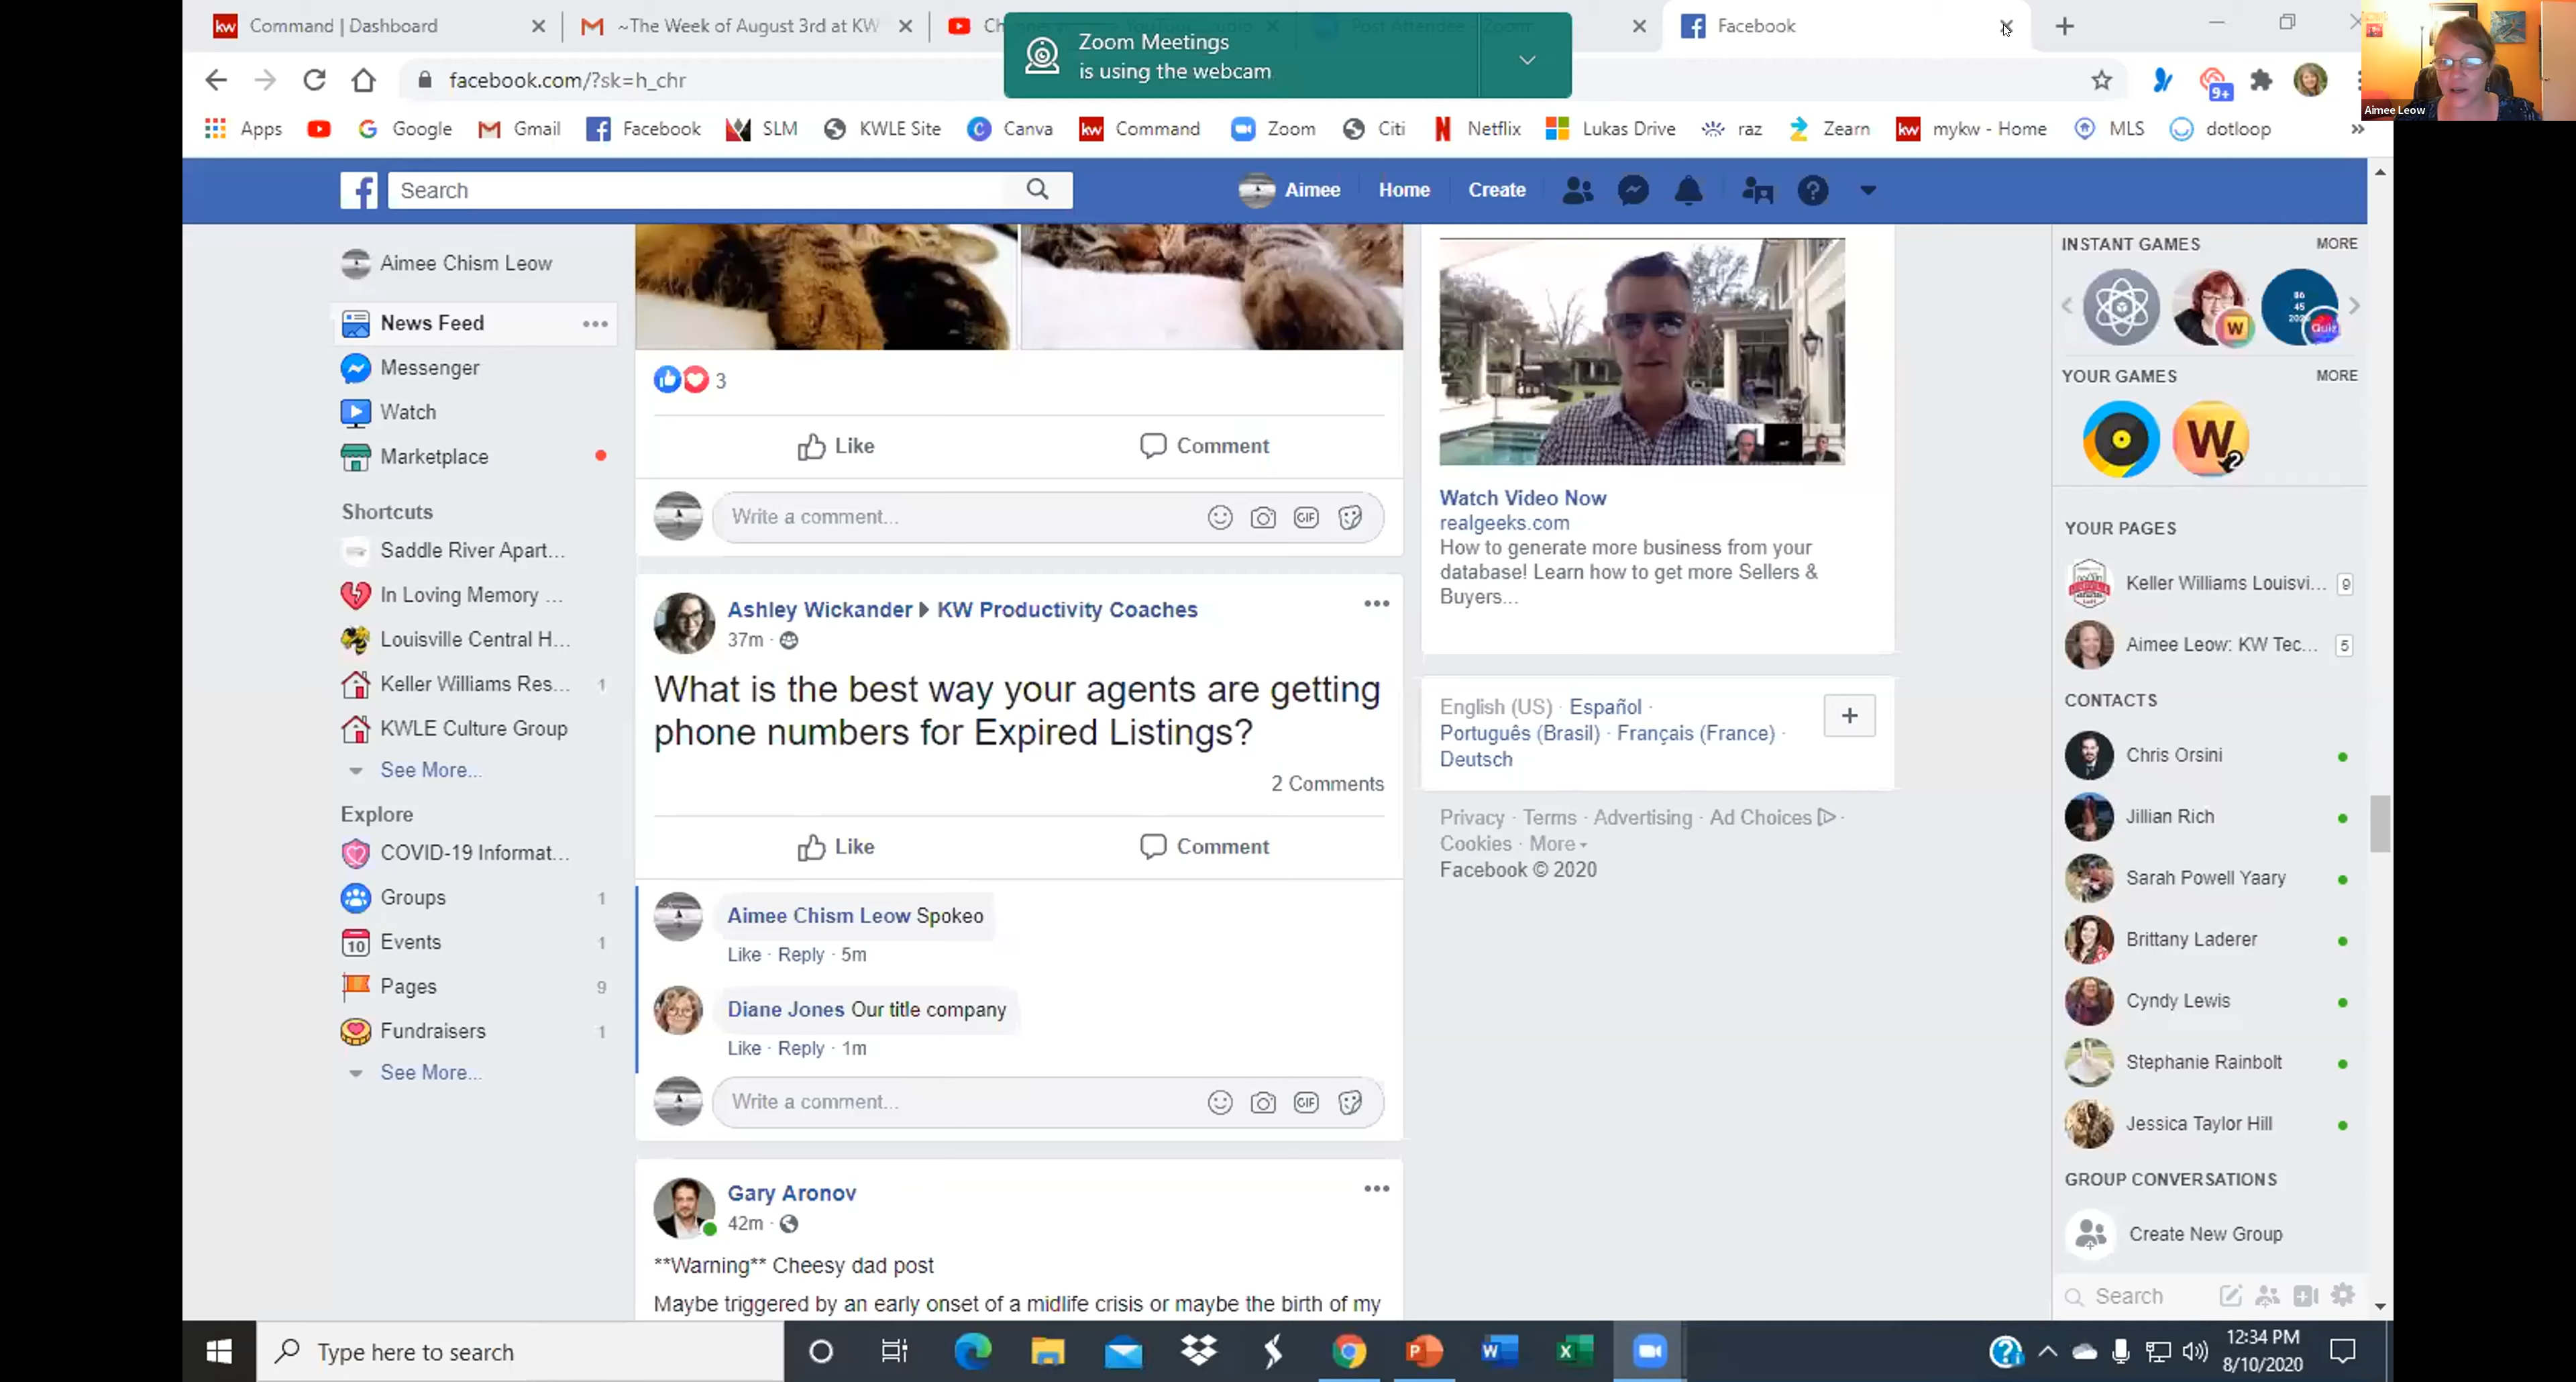 Command | Dashboard
~The Week of August 3rd at KW
Post Attendee - Zoom
Facebook
Zoom Meetings
is using the webcam
Aimee Leow
facebook.com/?sk=h_chr
9+
Apps
Google
Gmail
Facebook
SLM
KWLE Site
Canva
Command
Zoom
Citi
Netflix
Lukas Drive
raz
Zearn
mykw - Home
MLS
dotloop
Search
Aimee
Home
Create
Aimee Chism Leow
News Feed
Messenger
Watch
Marketplace
Shortcuts
Saddle River Apart...
In Loving Memory ...
Louisville Central H...
Keller Williams Res... 1
KWLE Culture Group
See More...
Explore
COVID-19 Informat...
Groups 1
Events 1
Pages 9
Fundraisers 1
See More...
3
Like
Comment
Write a comment...
Ashley Wickander ▸ KW Productivity Coaches
37m
What is the best way your agents are getting
phone numbers for Expired Listings?
2 Comments
Like
Comment
Aimee Chism Leow Spokeo
Like · Reply · 5m
Diane Jones Our title company
Like · Reply · 1m
Write a comment...
Gary Aronov
42m
**Warning** Cheesy dad post
Maybe triggered by an early onset of a midlife crisis or maybe the birth of my
Watch Video Now
realgeeks.com
How to generate more business from your
database! Learn how to get more Sellers &
Buyers...
English (US) · Español ·
Português (Brasil) · Français (France) ·
Deutsch
Privacy · Terms · Advertising · Ad Choices ·
Cookies · More
Facebook © 2020
INSTANT GAMES MORE
YOUR GAMES MORE
YOUR PAGES
Keller Williams Louisvi... 9
Aimee Leow: KW Tec... 5
CONTACTS
Chris Orsini
Jillian Rich
Sarah Powell Yaary
Brittany Laderer
Cyndy Lewis
Stephanie Rainbolt
Jessica Taylor Hill
GROUP CONVERSATIONS
Create New Group
Search
Type here to search
12:34 PM
8/10/2020